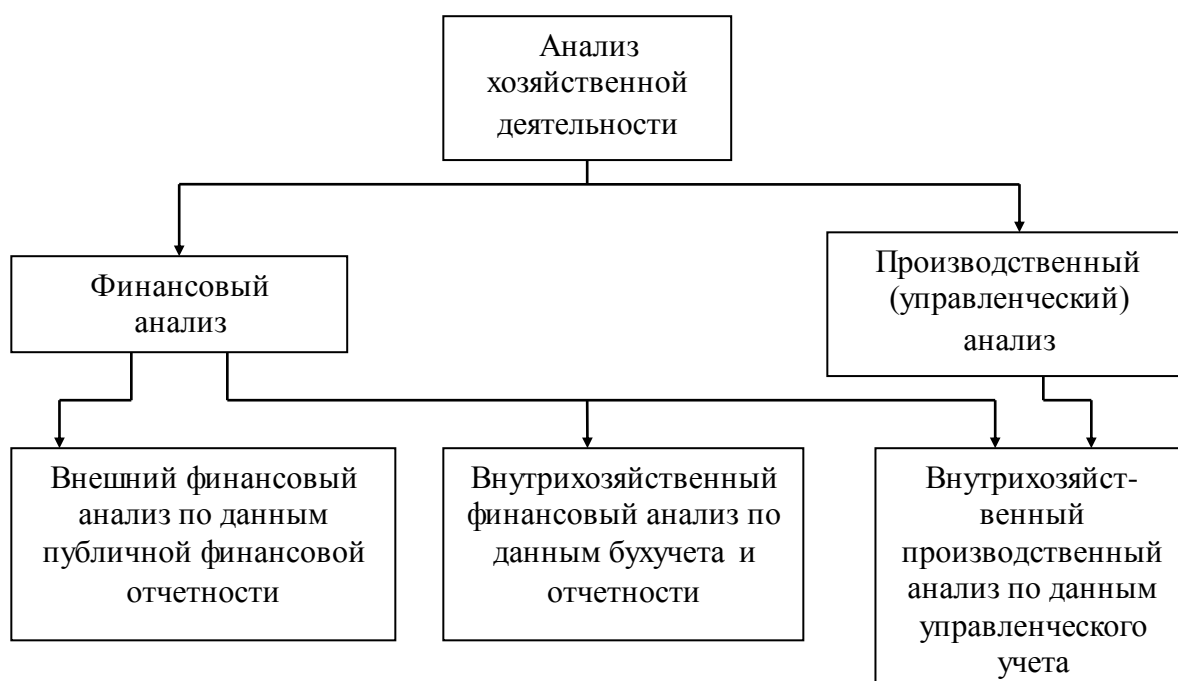 Анализ
хозяйственной
деятельности
Финансовый
анализ
Производственный
(управленческий)
анализ
Внешний финансовый
анализ по данным
публичной финансовой
отчетности
Внутрихозяйственный
финансовый анализ по
данным бухучета и
отчетности
Внутрихозяйст-
венный
производственный
анализ по данным
управленческого
учета